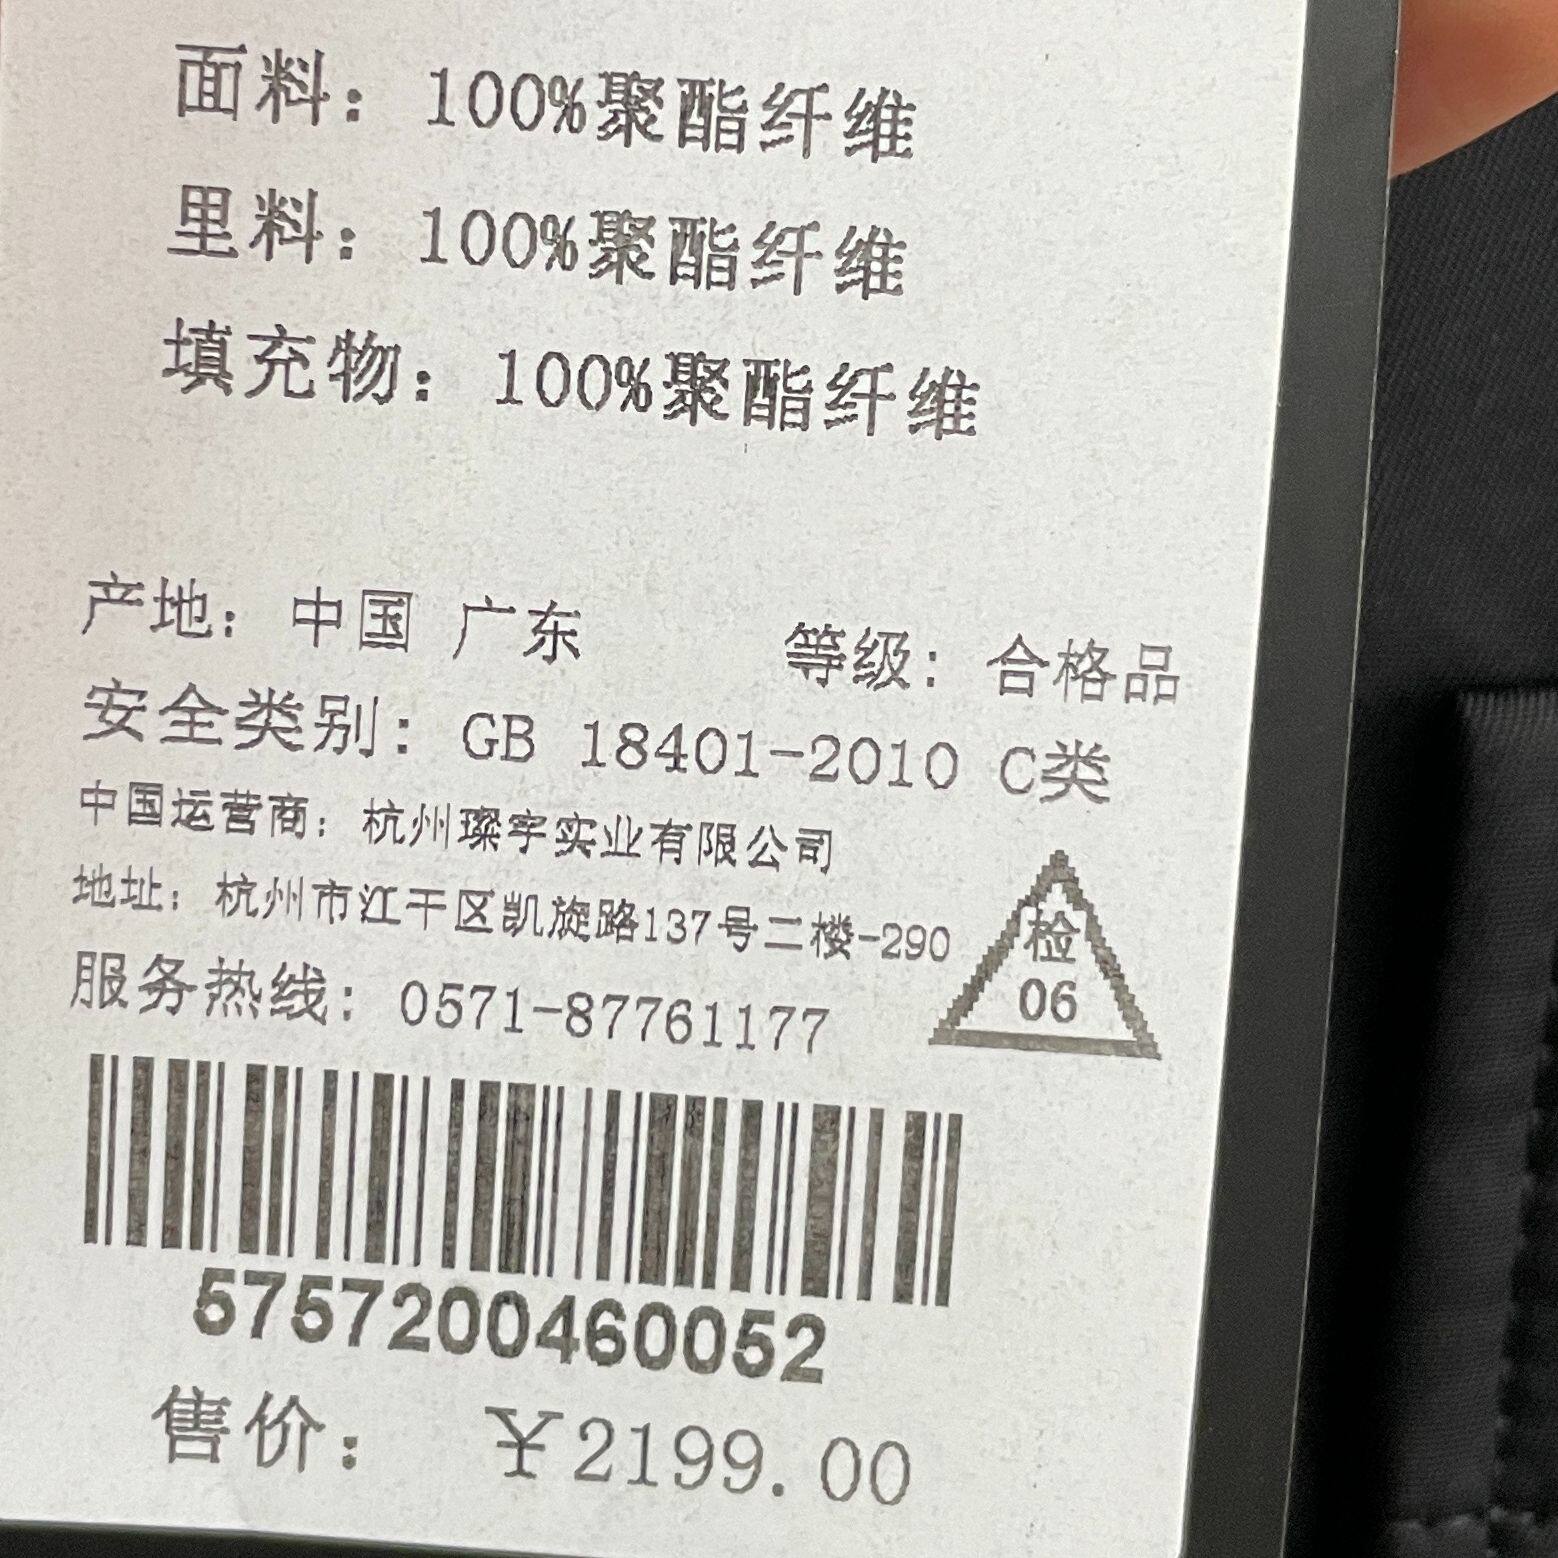 面料：100%聚酯纤维
里料：100%聚酯纤维
填充物：100%聚酯纤维
产地：中国 广东 等级：合格品
安全类别：GB 18401-2010 C类
中国运营商：杭州璨宇实业有限公司
地址：杭州市江干区凯旋路137号二楼-290
服务热线：0571-87761177
检
06
5757200460052
售价：￥2199.00